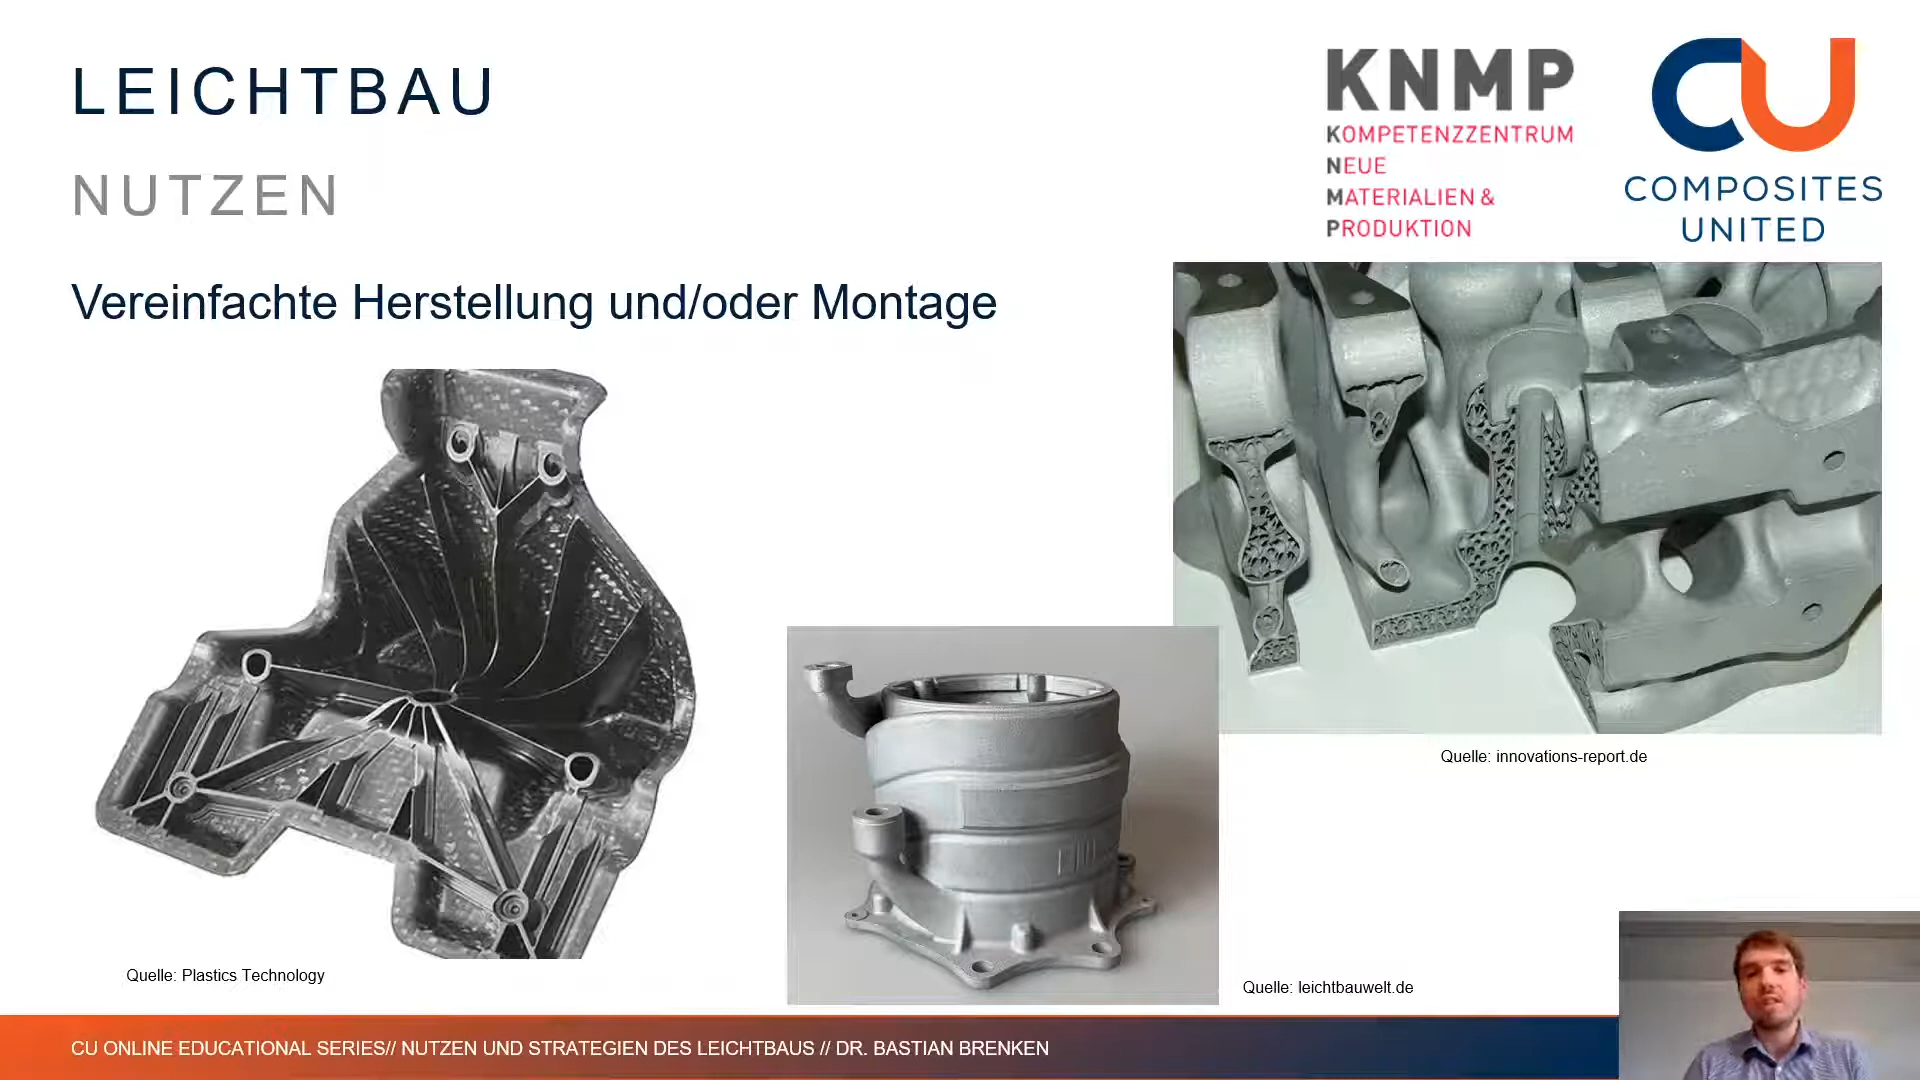 LEICHTBAU
NUTZEN
KNMP
KOMPETENZZENTRUM
NEUE
MATERIALIEN &
PRODUKTION
CU
COMPOSITES
UNITED
Vereinfachte Herstellung und/oder Montage
Quelle: innovations-report.de
Quelle: Plastics Technology
Quelle: leichtbauwelt.de
CU ONLINE EDUCATIONAL SERIES// NUTZEN UND STRATEGIEN DES LEICHTBAUS // DR. BASTIAN BRENKEN